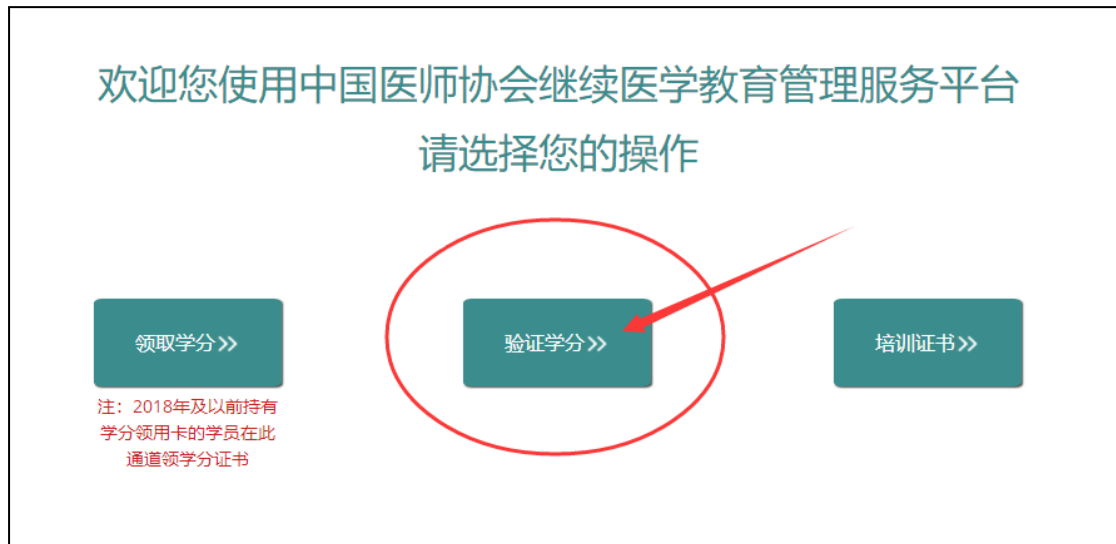 欢迎您使用中国医师协会继续医学教育管理服务平台
请选择您的操作
领取学分>>
验证学分>>
培训证书>>
注：2018年及以前持有
学分领用卡的学员在此
通道领学分证书